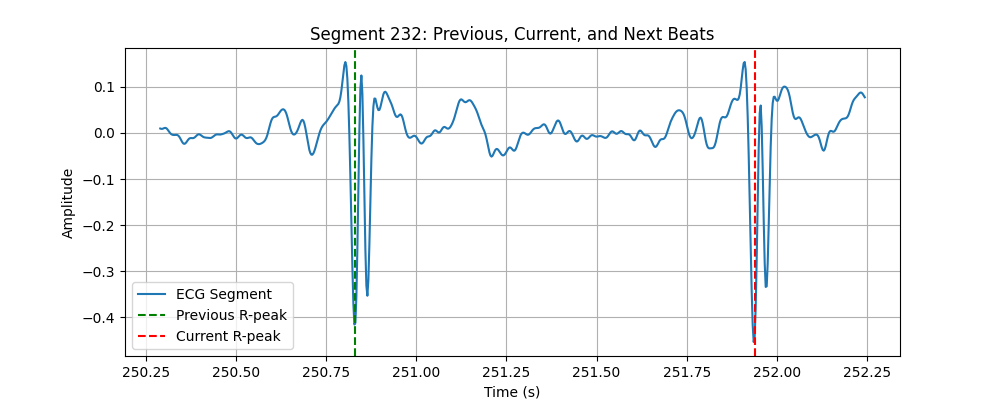 Segment 232: Previous, Current, and Next Beats
Amplitude
0.1
0.0
−0.1
−0.2
−0.3
−0.4
ECG Segment
Previous R-peak
Current R-peak
250.25 250.50 250.75 251.00 251.25 251.50 251.75 252.00 252.25
Time (s)